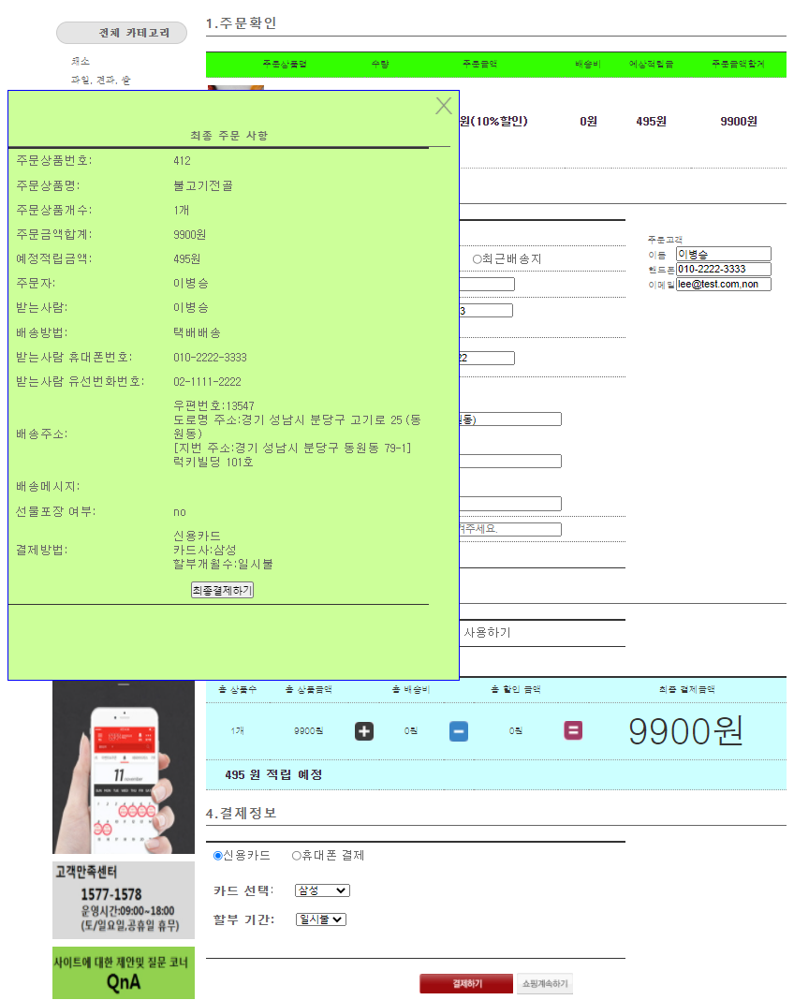 전체 카테고리
채소
과일, 견과, 쌀
1.주문확인
주문상품명 수량 주문금액 배송비 예상적립금 주문금액합계
원(10%할인) 0원 495원 9900원
X
최종 주문 사항
주문상품번호: 412
주문상품명: 불고기전골
주문상품개수: 1개
주문금액합계: 9900원
예정적립금액: 495원
주문자: 이병승
받는사람: 이병승
배송방법: 택배배송
받는사람 휴대폰번호: 010-2222-3333
받는사람 유선번화번호: 02-1111-2222
배송주소: 우편번호:13547
도로명 주소:경기 성남시 분당구 고기로 25 (동
원동)
[지번 주소:경기 성남시 분당구 동원동 79-1]
럭키빌딩 101호
배송메시지:
선물포장 여부: no
결제방법: 신용카드
카드사:삼성
할부개월수:일시불
최종결제하기
최근배송지
3
22
동)
려주세요.
사용하기
주문고객
이름 이병승
핸드폰 010-2222-3333
이메일 lee@test.com,non
총 상품수 총 상품금액 총 배송비 총 할인 금액 최종 결제금액
1개 9900원 + 0원 - 0원 = 9900원
495 원 적립 예정
4.결제정보
신용카드 휴대폰 결제
카드 선택: 삼성
할부 기간: 일시불
결제하기 쇼핑계속하기
11 november
고객만족센터
1577-1578
운영시간:09:00~18:00
(토/일요일,공휴일 휴무)
사이트에 대한 제안및 질문 코너
QnA